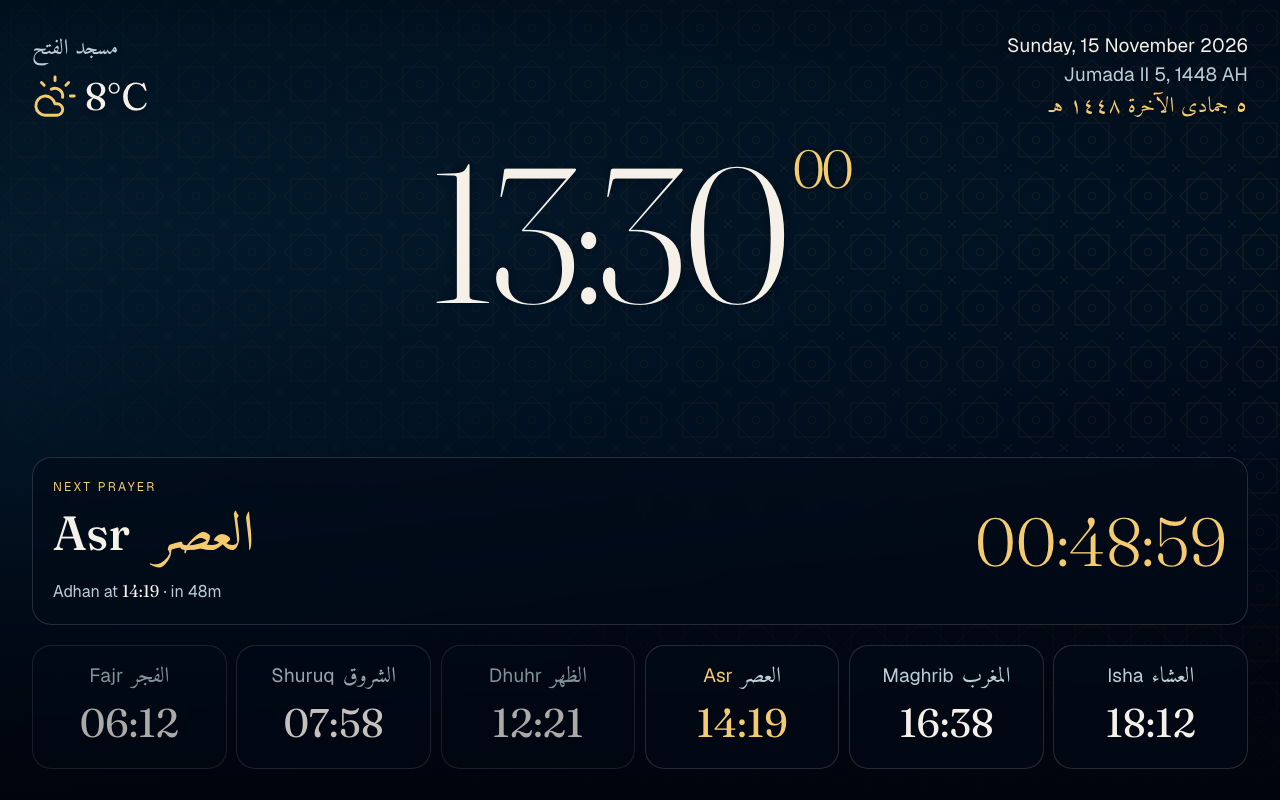 مسجد الفتح
8°C
Sunday, 15 November 2026
Jumada II 5, 1448 AH
٥ جمادى الآخرة ١٤٤٨ هـ
13:30 00
NEXT PRAYER
Asr العصر
00:48:59
Adhan at 14:19 · in 48m
Fajr الفجر
06:12
Shuruq الشروق
07:58
Dhuhr الظهر
12:21
Asr العصر
14:19
Maghrib المغرب
16:38
Isha العشاء
18:12